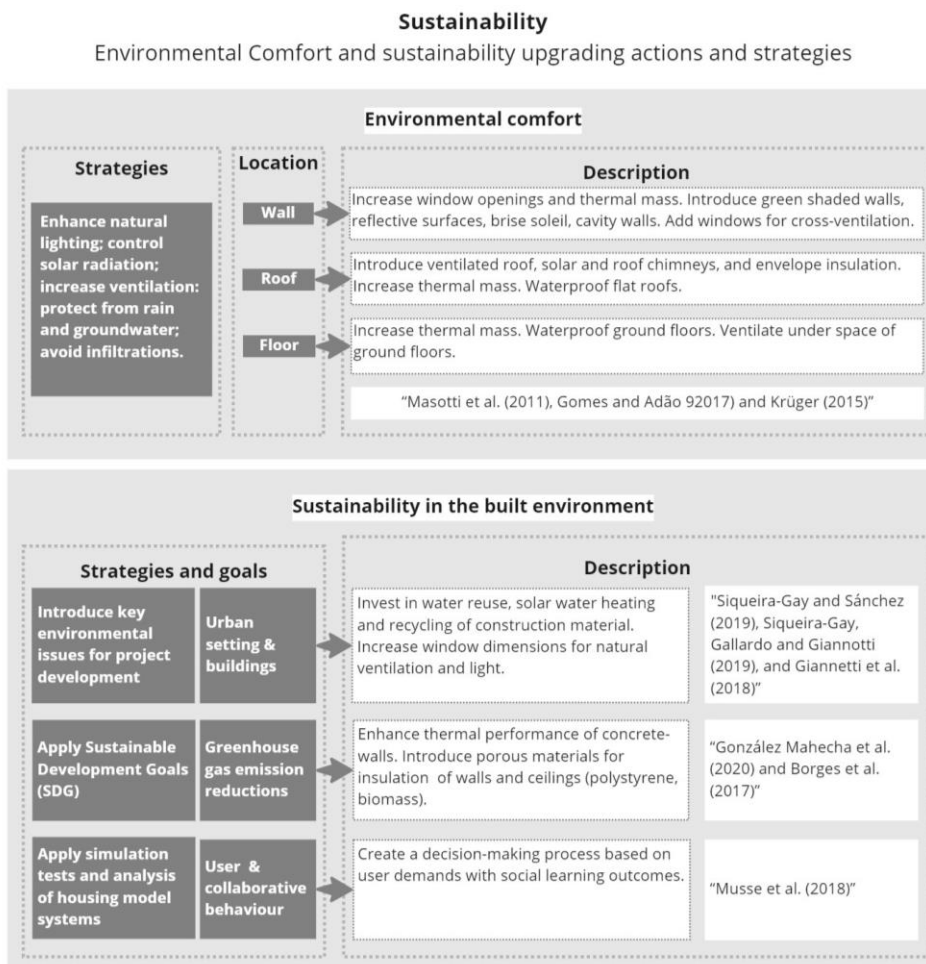 Sustainability
Environmental Comfort and sustainability upgrading actions and strategies
Environmental comfort
Strategies
Enhance natural
lighting; control
solar radiation;
increase ventilation:
protect from rain
and groundwater;
avoid infiltrations.
Location
Wall
Roof
Floor
Description
Increase window openings and thermal mass. Introduce green shaded walls,
reflective surfaces, brise soleil, cavity walls. Add windows for cross-ventilation.
Introduce ventilated roof, solar and roof chimneys, and envelope insulation.
Increase thermal mass. Waterproof flat roofs.
Increase thermal mass. Waterproof ground floors. Ventilate under space of
ground floors.
“Masotti et al. (2011), Gomes and Adão 92017) and Krüger (2015)”
Sustainability in the built environment
Strategies and goals
Description
Introduce key
environmental
issues for project
development
Urban
setting &
buildings
Invest in water reuse, solar water heating
and recycling of construction material.
Increase window dimensions for natural
ventilation and light.
"Siqueira-Gay and Sánchez
(2019), Siqueira-Gay,
Gallardo and Giannotti
(2019), and Giannetti et al.
(2018)”
Apply Sustainable
Development Goals
(SDG)
Greenhouse
gas emission
reductions
Enhance thermal performance of concrete-
walls. Introduce porous materials for
insulation of walls and ceilings (polystyrene,
biomass).
“González Mahecha et al.
(2020) and Borges et al.
(2017)”
Apply simulation
tests and analysis
of housing model
systems
User &
collaborative
behaviour
Create a decision-making process based on
user demands with social learning outcomes.
“Musse et al. (2018)”